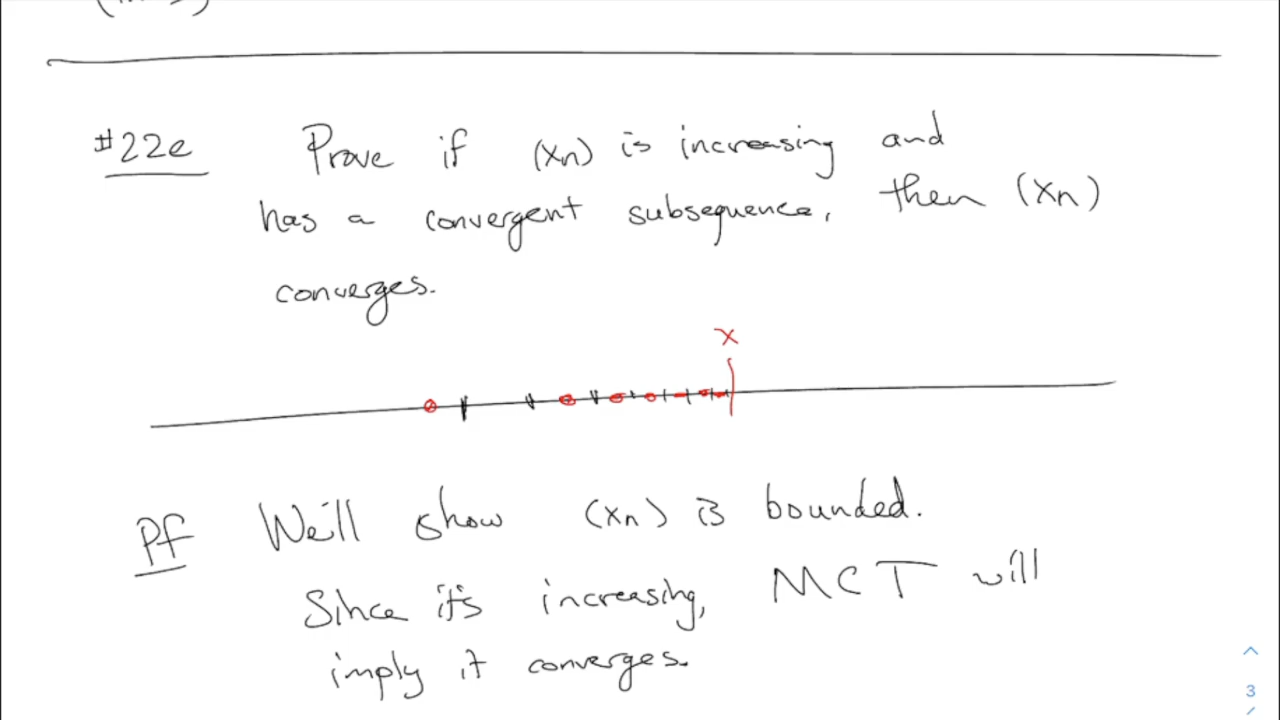 #22e Prove if (xn) is increasing and
has a convergent subsequence, then (xn)
converges.
x
Pf We'll show (xn) is bounded.
Since it's increasing, MCT will
imply it converges.
3